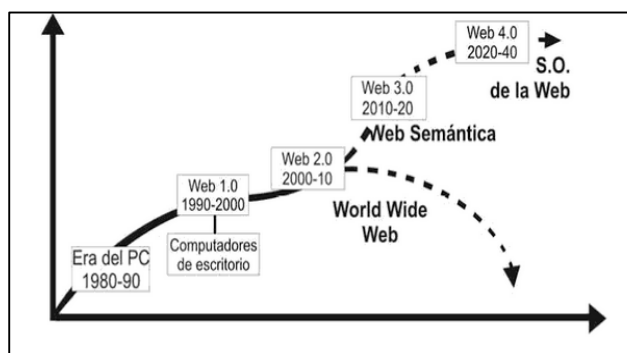 Web 4.0
2020-40
S.O.
de la Web
Web 3.0
2010-20
Web Semántica
Web 2.0
2000-10
World Wide
Web
Web 1.0
1990-2000
Computadores
de escritorio
Era del PC
1980-90